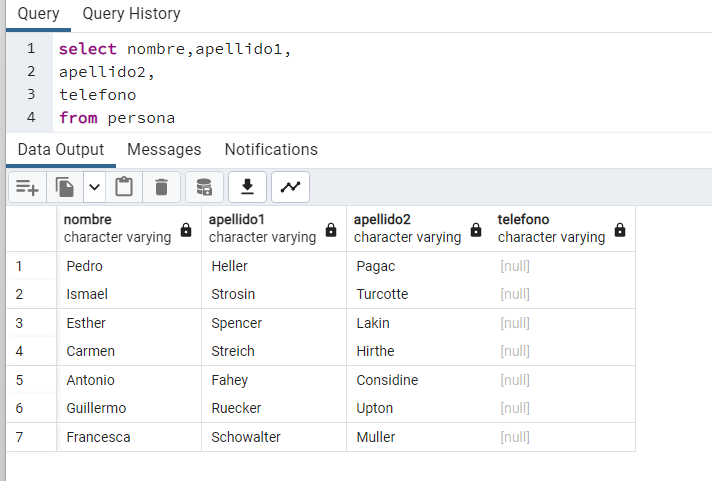 Query Query History
1 select nombre,apellido1,
2 apellido2,
3 telefono
4 from persona
Data Output Messages Notifications
nombre apellido1 apellido2 telefono
character varying character varying character varying character varying
1 Pedro Heller Pagac [null]
2 Ismael Strosin Turcotte [null]
3 Esther Spencer Lakin [null]
4 Carmen Streich Hirthe [null]
5 Antonio Fahey Considine [null]
6 Guillermo Ruecker Upton [null]
7 Francesca Schowalter Muller [null]